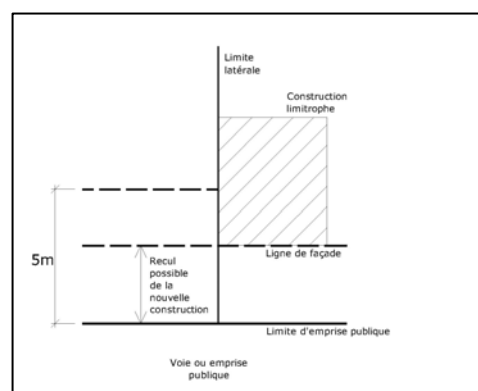 Limite
latérale
Construction
limitrophe
5m
Recul
possible
de la
nouvelle
construction
Ligne de façade
Limite d'emprise publique
Voie ou emprise
publique